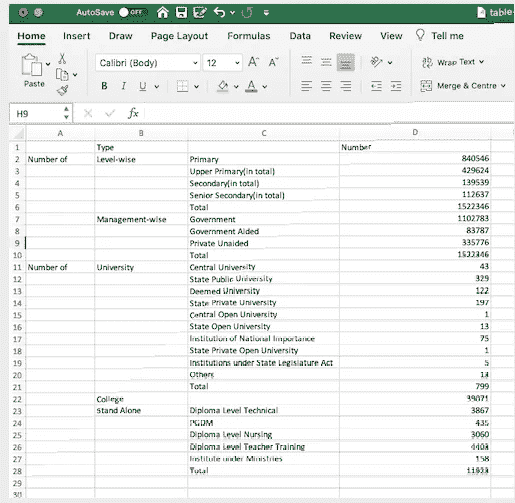 AutoSave OFF table
Home Insert Draw Page Layout Formulas Data Review View Tell me
Paste Calibri (Body) 12 A A Wrap Text
B I U A Merge & Centre
H9 fx
A B C D
1 Type Number
2 Number of Level-wise Primary 840546
3 Upper Primary(in total) 429624
4 Secondary(in total) 139539
5 Senior Secondary(in total) 112637
6 Total 1522346
7 Management-wise Government 1102783
8 Government Aided 83787
9 Private Unaided 335776
10 Total 1522346
11 Number of University Central University 43
12 State Public University 329
13 Deemed University 122
14 State Private University 197
15 Central Open University 1
16 State Open University 13
17 Institution of National Importance 75
18 State Private Open University 1
19 Institutions under State Legislature Act 5
20 Others 13
21 Total 799
22 College 39071
23 Stand Alone Diploma Level Technical 3867
24 PGDM 435
25 Diploma Level Nursing 3060
26 Diploma Level Teacher Training 4403
27 Institute under Ministries 158
28 Total 11923
29
30